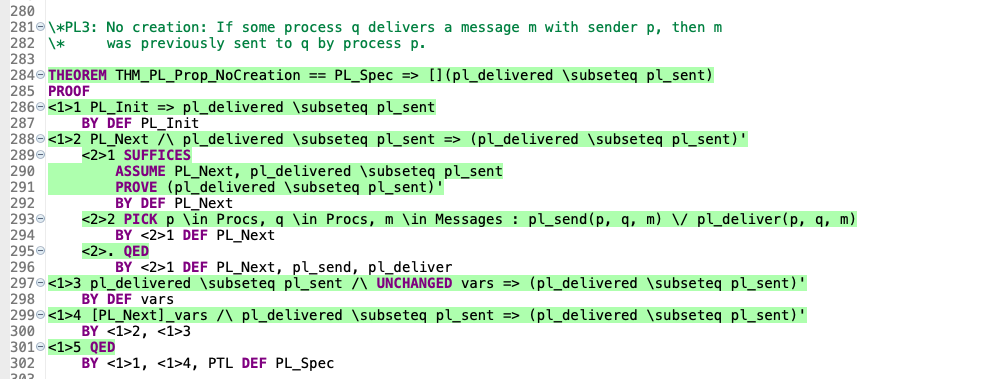 280
281 \*PL3: No creation: If some process q delivers a message m with sender p, then m
282 \*     was previously sent to q by process p.
283
284 THEOREM THM_PL_Prop_NoCreation == PL_Spec => [](pl_delivered \subseteq pl_sent)
285 PROOF
286 <1>1 PL_Init => pl_delivered \subseteq pl_sent
287     BY DEF PL_Init
288 <1>2 PL_Next /\ pl_delivered \subseteq pl_sent => (pl_delivered \subseteq pl_sent)'
289     <2>1 SUFFICES
290         ASSUME PL_Next, pl_delivered \subseteq pl_sent
291         PROVE (pl_delivered \subseteq pl_sent)'
292         BY DEF PL_Next
293     <2>2 PICK p \in Procs, q \in Procs, m \in Messages : pl_send(p, q, m) \/ pl_deliver(p, q, m)
294         BY <2>1 DEF PL_Next
295     <2>. QED
296         BY <2>1 DEF PL_Next, pl_send, pl_deliver
297 <1>3 pl_delivered \subseteq pl_sent /\ UNCHANGED vars => (pl_delivered \subseteq pl_sent)'
298     BY DEF vars
299 <1>4 [PL_Next]_vars /\ pl_delivered \subseteq pl_sent => (pl_delivered \subseteq pl_sent)'
300     BY <1>2, <1>3
301 <1>5 QED
302     BY <1>1, <1>4, PTL DEF PL_Spec
303